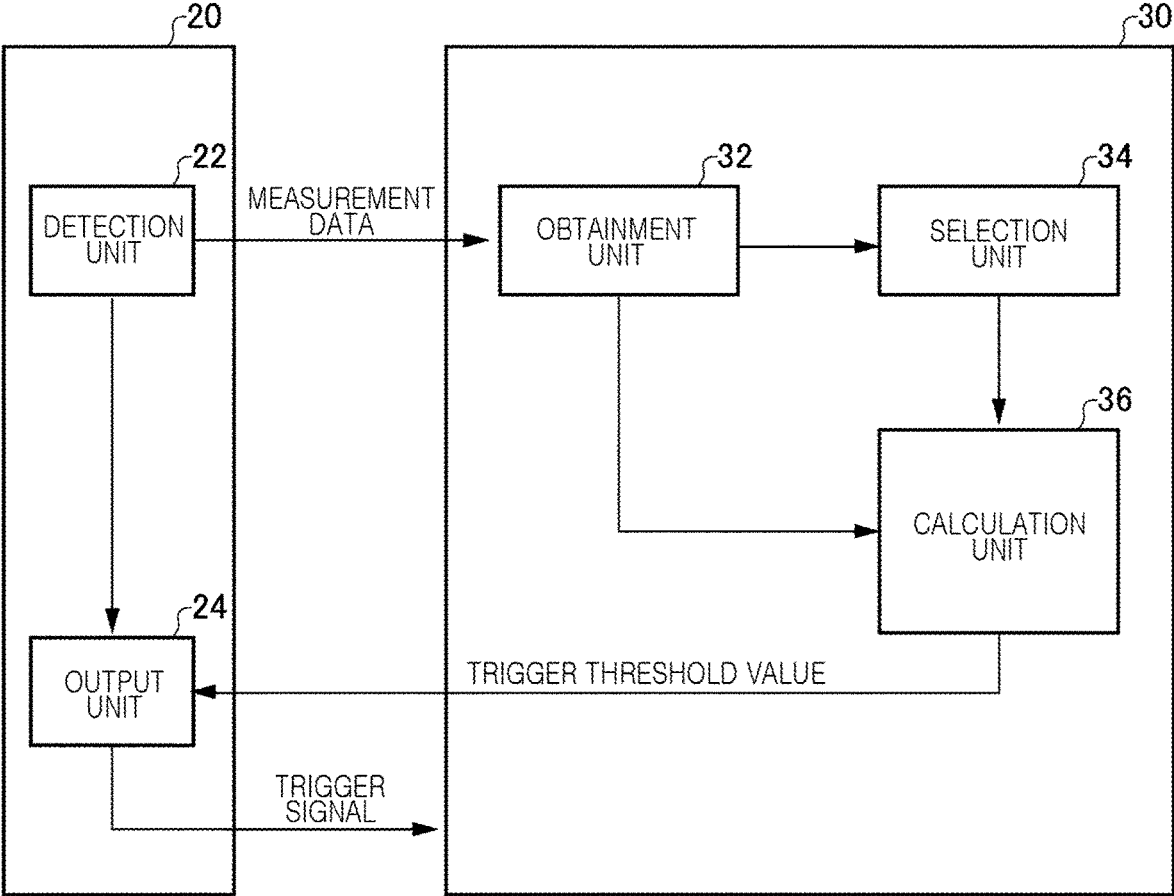 20
30
22
DETECTION
UNIT
MEASUREMENT
DATA
32
OBTAINMENT
UNIT
34
SELECTION
UNIT
36
CALCULATION
UNIT
24
OUTPUT
UNIT
TRIGGER THRESHOLD VALUE
TRIGGER
SIGNAL